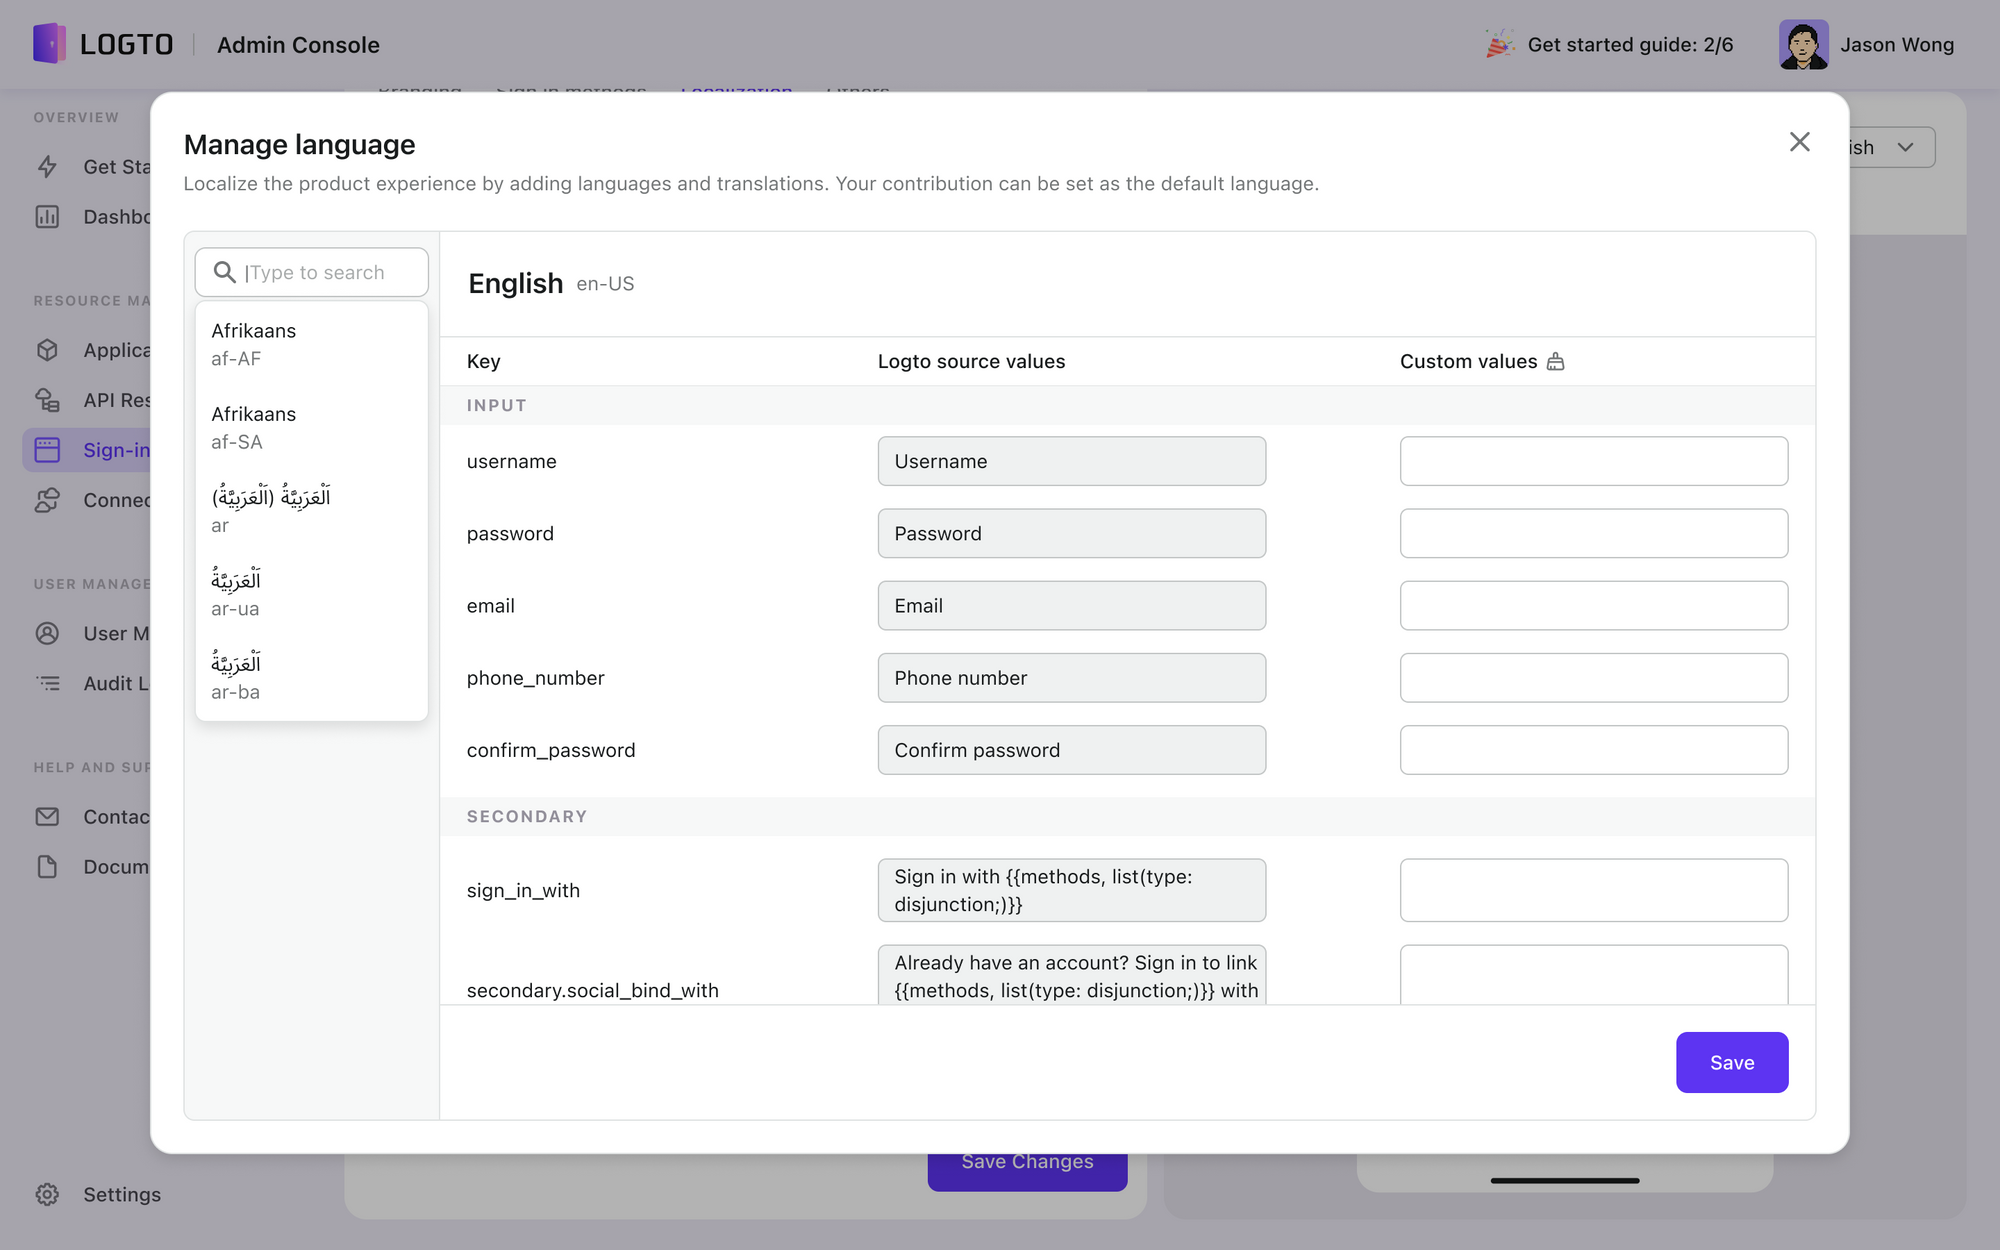 LOGTO
Admin Console
Get started guide: 2/6
Jason Wong
Branding
Sign in methods
Localization
Others
OVERVIEW
Get Sta
Dashbo
RESOURCE MA
Applica
API Res
Sign-in
Connec
USER MANAGE
User M
Audit L
HELP AND SUP
Contac
Docum
Settings
ish
Manage language
Localize the product experience by adding languages and translations. Your contribution can be set as the default language.
Type to search
Afrikaans
af-AF
Afrikaans
af-SA
اَلْعَرَبِيَّةُ (اَلْعَرَبِيَّةُ)
ar
اَلْعَرَبِيَّةُ
ar-ua
اَلْعَرَبِيَّةُ
ar-ba
English en-US
Key
Logto source values
Custom values
INPUT
username
Username
password
Password
email
Email
phone_number
Phone number
confirm_password
Confirm password
SECONDARY
sign_in_with
Sign in with {{methods, list(type:
disjunction;)}}
secondary.social_bind_with
Already have an account? Sign in to link
{{methods, list(type: disjunction;)}} with
Save
Save Changes